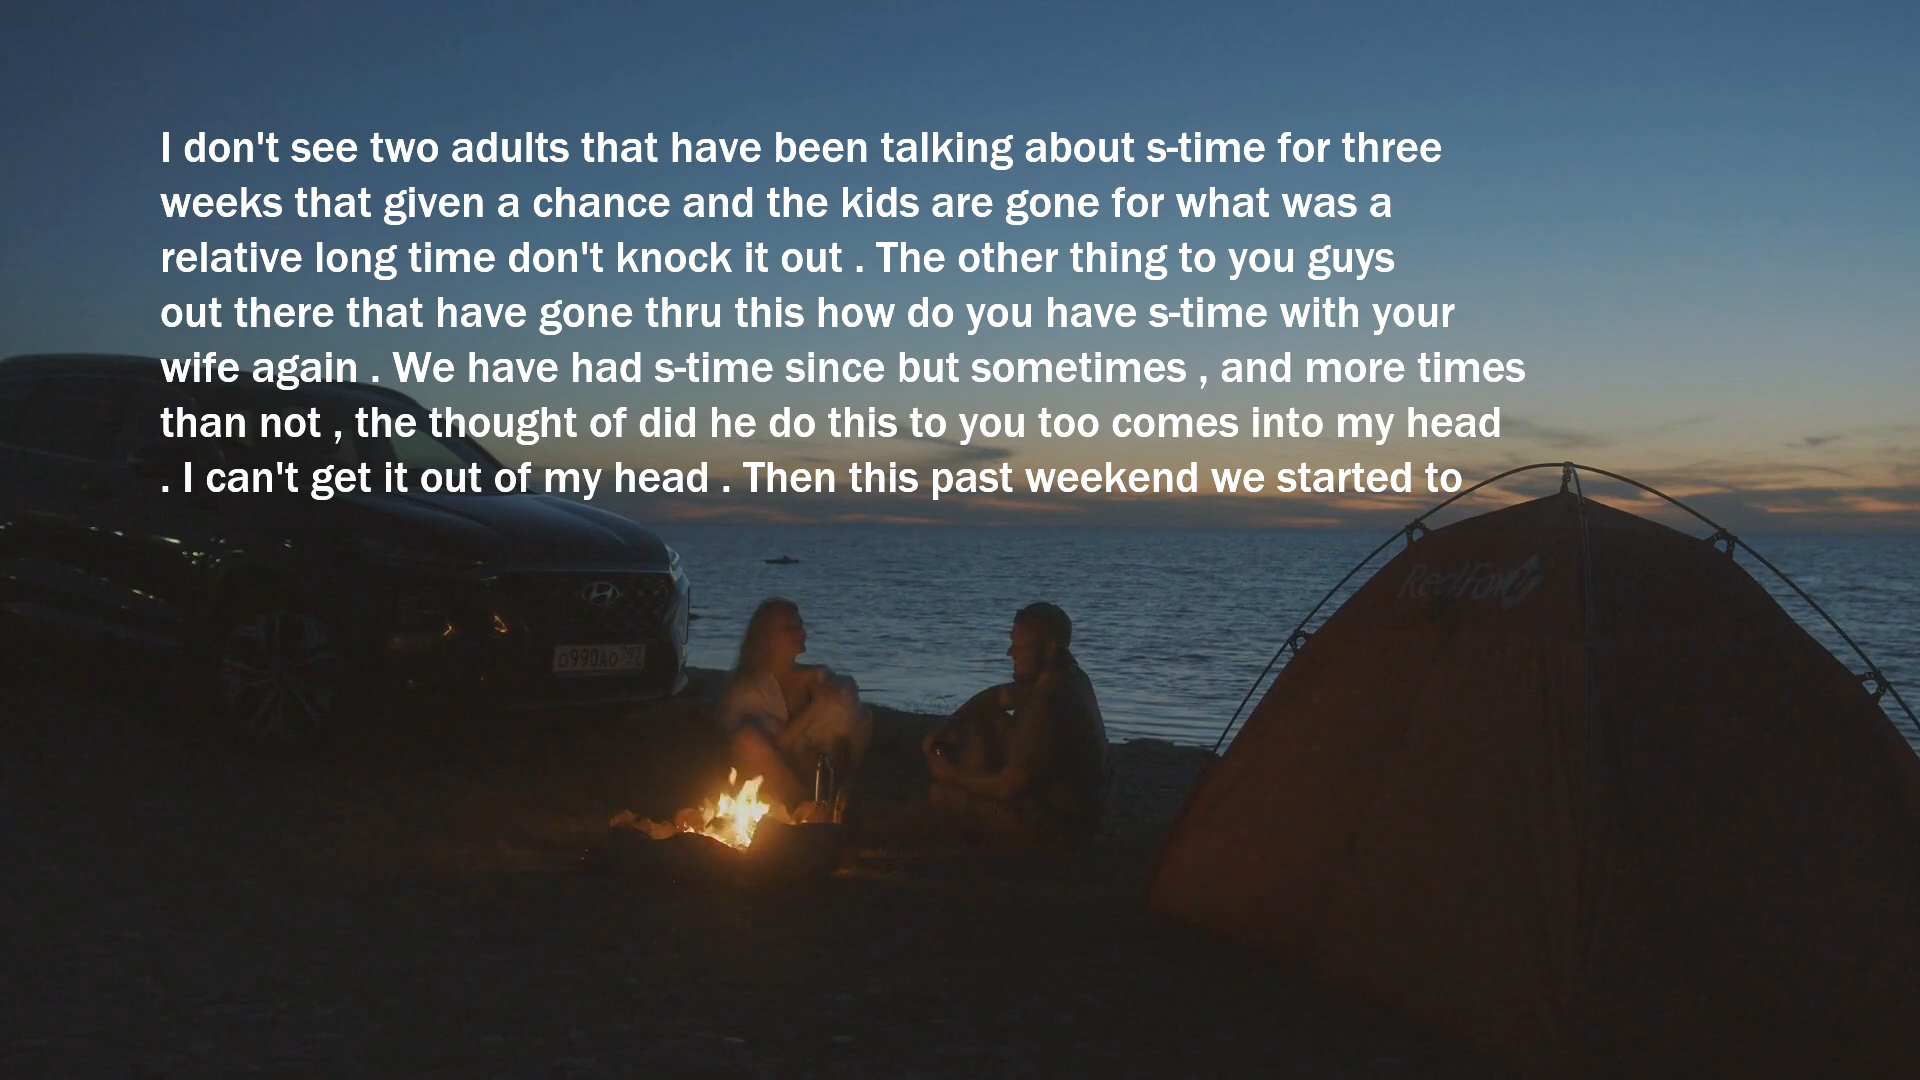 I don't see two adults that have been talking about s-time for three
weeks that given a chance and the kids are gone for what was a
relative long time don't knock it out . The other thing to you guys
out there that have gone thru this how do you have s-time with your
wife again . We have had s-time since but sometimes , and more times
than not , the thought of did he do this to you too comes into my head
. I can't get it out of my head . Then this past weekend we started to
RedFox